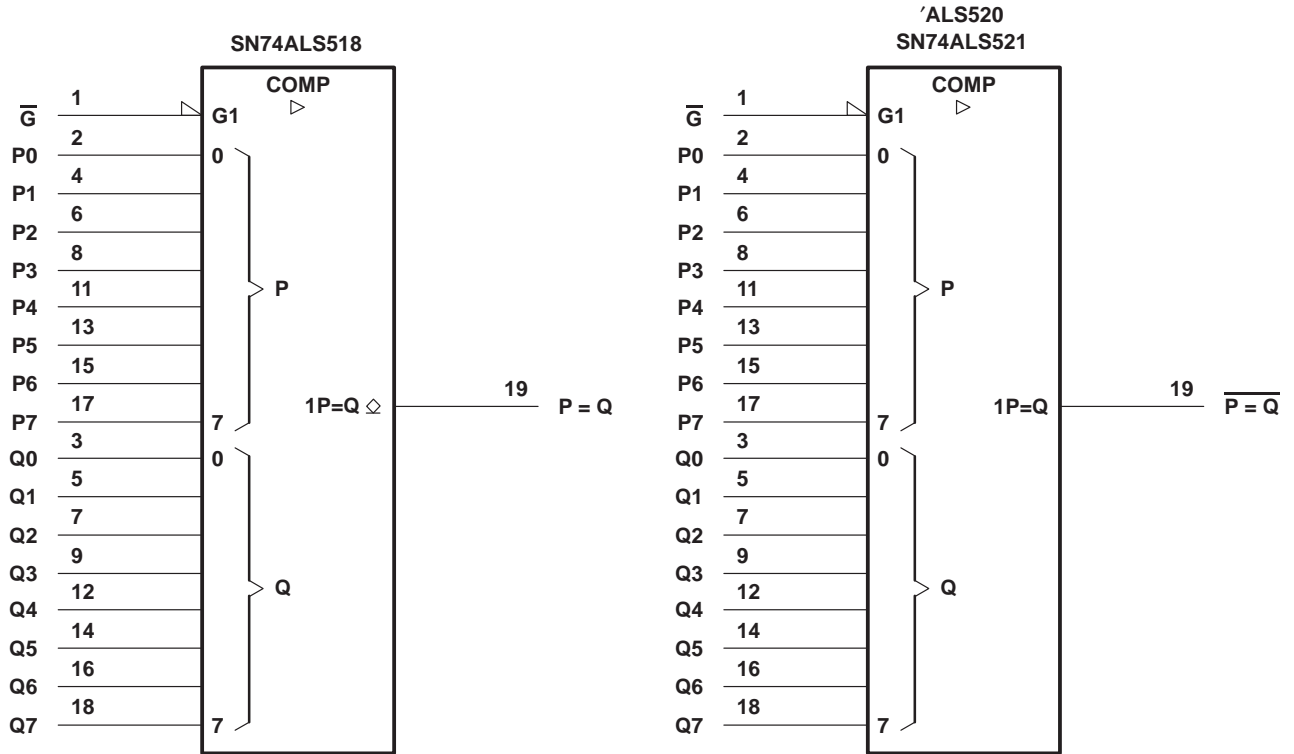 SN74ALS518
COMP
G1
G̅ 1
P0 2 0
P1 4
P2 6
P3 8
P4 11
P
P5 13
P6 15
1P=Q 19 P = Q
P7 17 7
Q0 3 0
Q1 5
Q2 7
Q3 9
Q
Q4 12
Q5 14
Q6 16
Q7 18 7
′ALS520
SN74ALS521
COMP
G1
G̅ 1
P0 2 0
P1 4
P2 6
P3 8
P4 11
P
P5 13
P6 15
1P=Q 19 P̅ ̅=̅ ̅Q̅
P7 17 7
Q0 3 0
Q1 5
Q2 7
Q3 9
Q
Q4 12
Q5 14
Q6 16
Q7 18 7